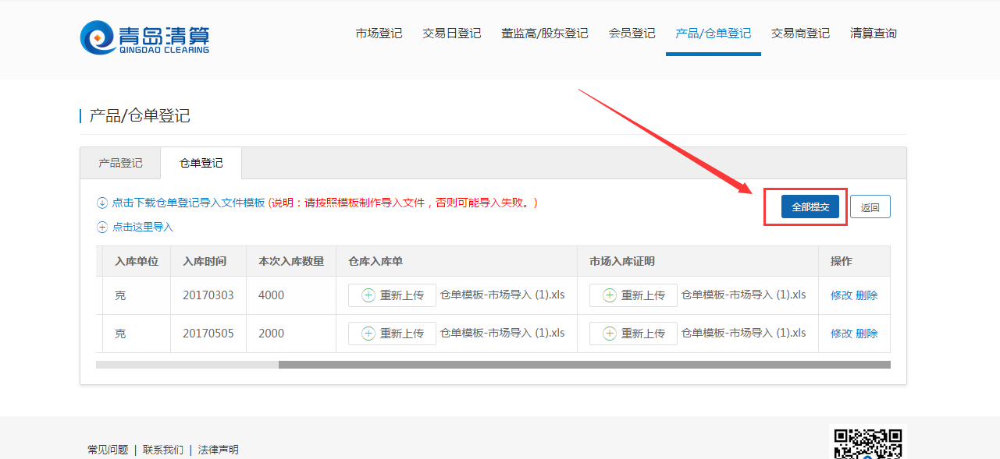 青岛清算
QINGDAO CLEARING
市场登记 交易日登记 董监高/股东登记 会员登记 产品/仓单登记 交易商登记 清算查询
产品/仓单登记
产品登记 仓单登记
点击下载仓单登记导入文件模板 (说明：请按照模板制作导入文件，否则可能导入失败。)
全部提交 返回
点击这里导入
入库单位 入库时间 本次入库数量 仓库入库单 市场入库证明 操作
克 20170303 4000 重新上传 仓单模板-市场导入 (1).xls 重新上传 仓单模板-市场导入 (1).xls 修改 删除
克 20170505 2000 重新上传 仓单模板-市场导入 (1).xls 重新上传 仓单模板-市场导入 (1).xls 修改 删除
常见问题 | 联系我们 | 法律声明